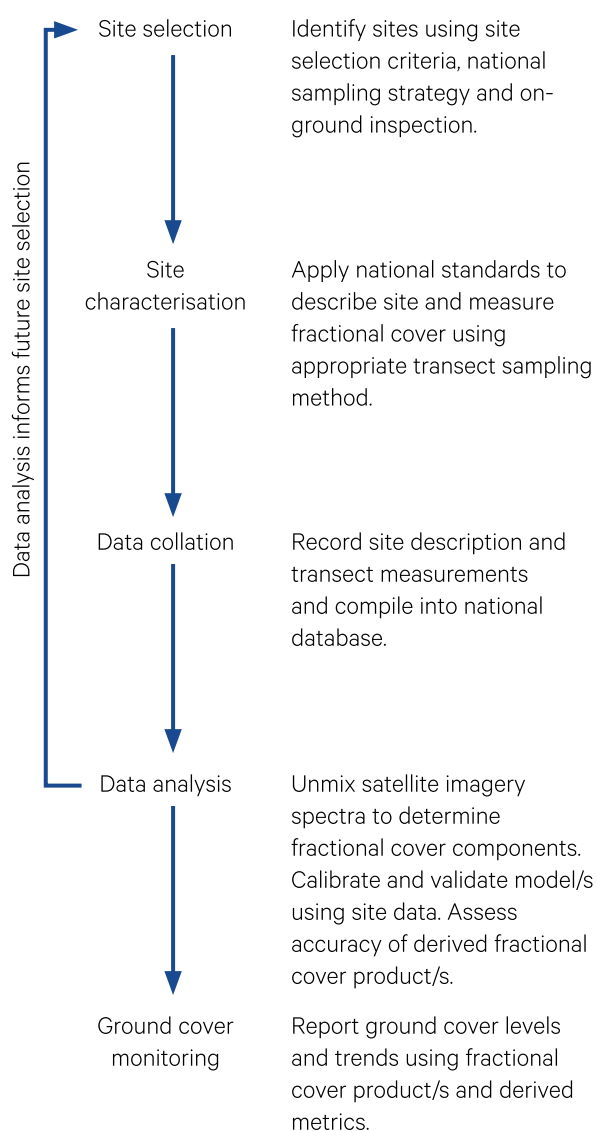 Site selection
Identify sites using site
selection criteria, national
sampling strategy and on-
ground inspection.
Data analysis informs future site selection
Site
characterisation
Apply national standards to
describe site and measure
fractional cover using
appropriate transect sampling
method.
Data collation
Record site description and
transect measurements
and compile into national
database.
Data analysis
Unmix satellite imagery
spectra to determine
fractional cover components.
Calibrate and validate model/s
using site data. Assess
accuracy of derived fractional
cover product/s.
Ground cover
monitoring
Report ground cover levels
and trends using fractional
cover product/s and derived
metrics.